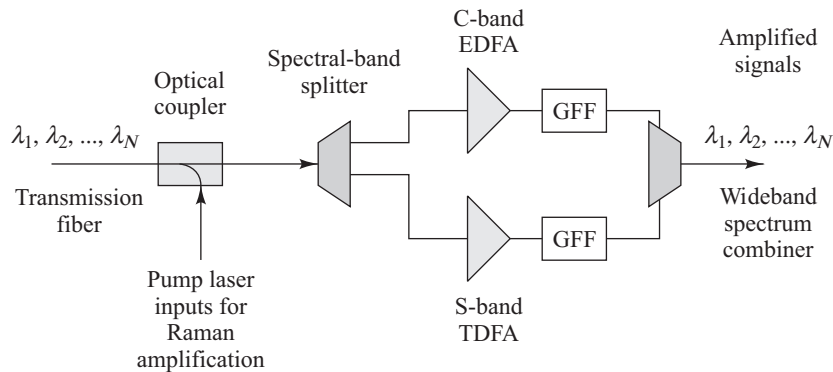 C-band
EDFA
Amplified
signals
Spectral-band
splitter
Optical
coupler
GFF
λ1, λ2, ..., λN
λ1, λ2, ..., λN
Transmission
fiber
Wideband
spectrum
combiner
GFF
Pump laser
inputs for
Raman
amplification
S-band
TDFA